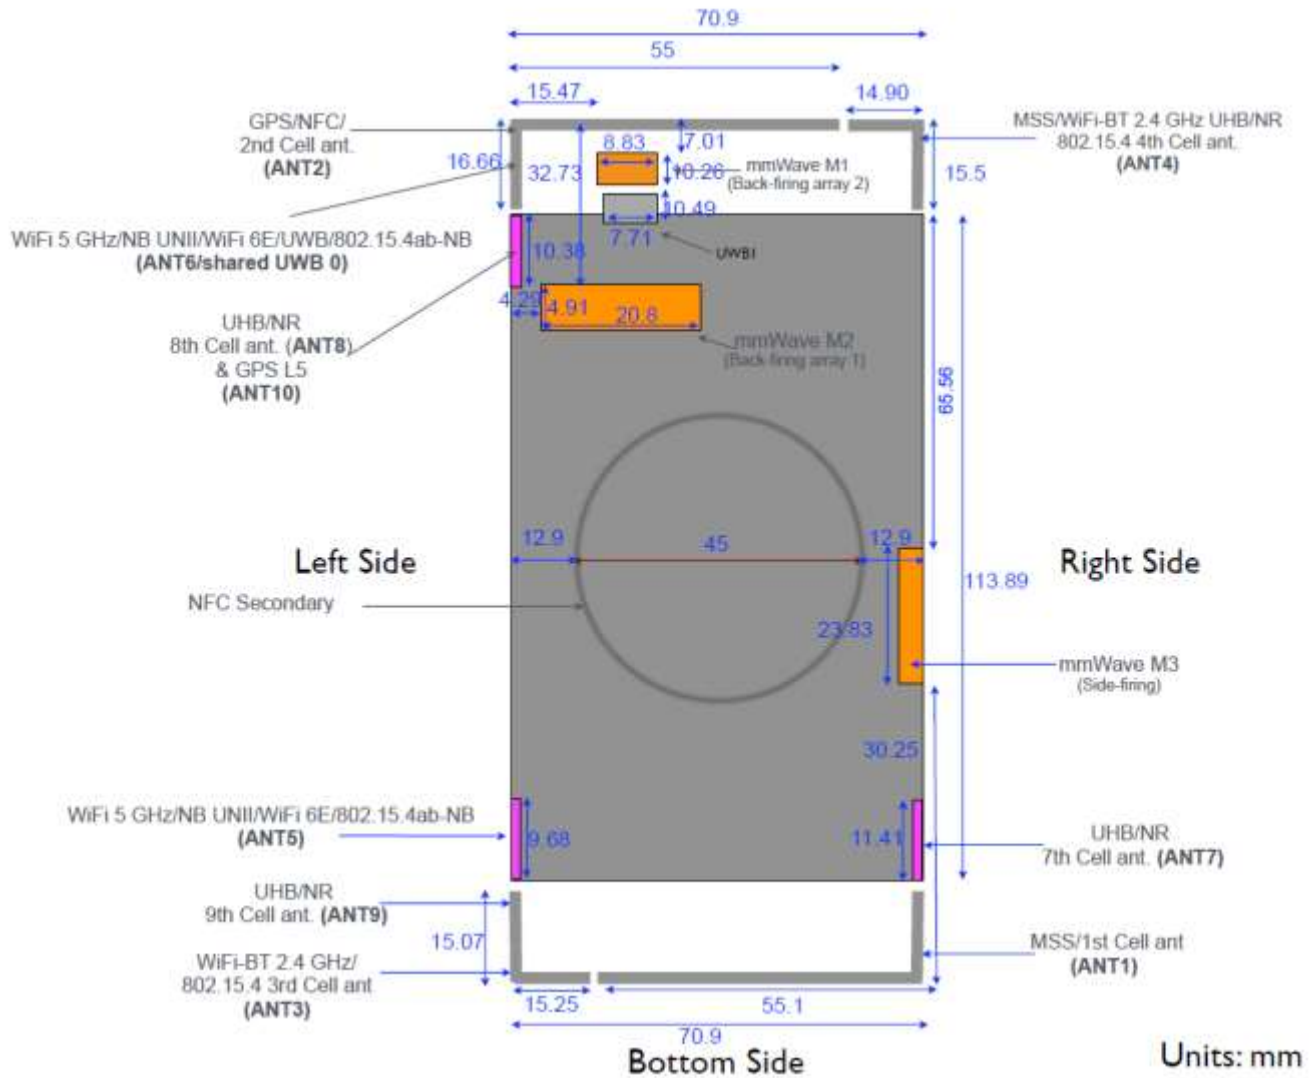 70.9
55
15.47
14.90
GPS/NFC/
2nd Cell ant.
(ANT2)
MSS/WiFi-BT 2.4 GHz UHB/NR
802.15.4 4th Cell ant.
(ANT4)
16.66
32.73
8.83
7.01
10.26
mmWave M1
(Back-firing array 2)
15.5
10.49
7.71
UWB1
WiFi 5 GHz/NB UNII/WiFi 6E/UWB/802.15.4ab-NB
(ANT6/shared UWB 0)
10.38
4.29
4.91
20.8
mmWave M2
(Back-firing array 1)
UHB/NR
8th Cell ant. (ANT8)
& GPS L5
(ANT10)
65.56
12.9
45
12.9
Left Side
Right Side
113.89
NFC Secondary
23.83
mmWave M3
(Side-firing)
30.25
WiFi 5 GHz/NB UNII/WiFi 6E/802.15.4ab-NB
(ANT5)
9.68
11.41
UHB/NR
7th Cell ant. (ANT7)
UHB/NR
9th Cell ant. (ANT9)
15.07
MSS/1st Cell ant
(ANT1)
WiFi-BT 2.4 GHz/
802.15.4 3rd Cell ant
(ANT3)
15.25
55.1
70.9
Bottom Side
Units: mm